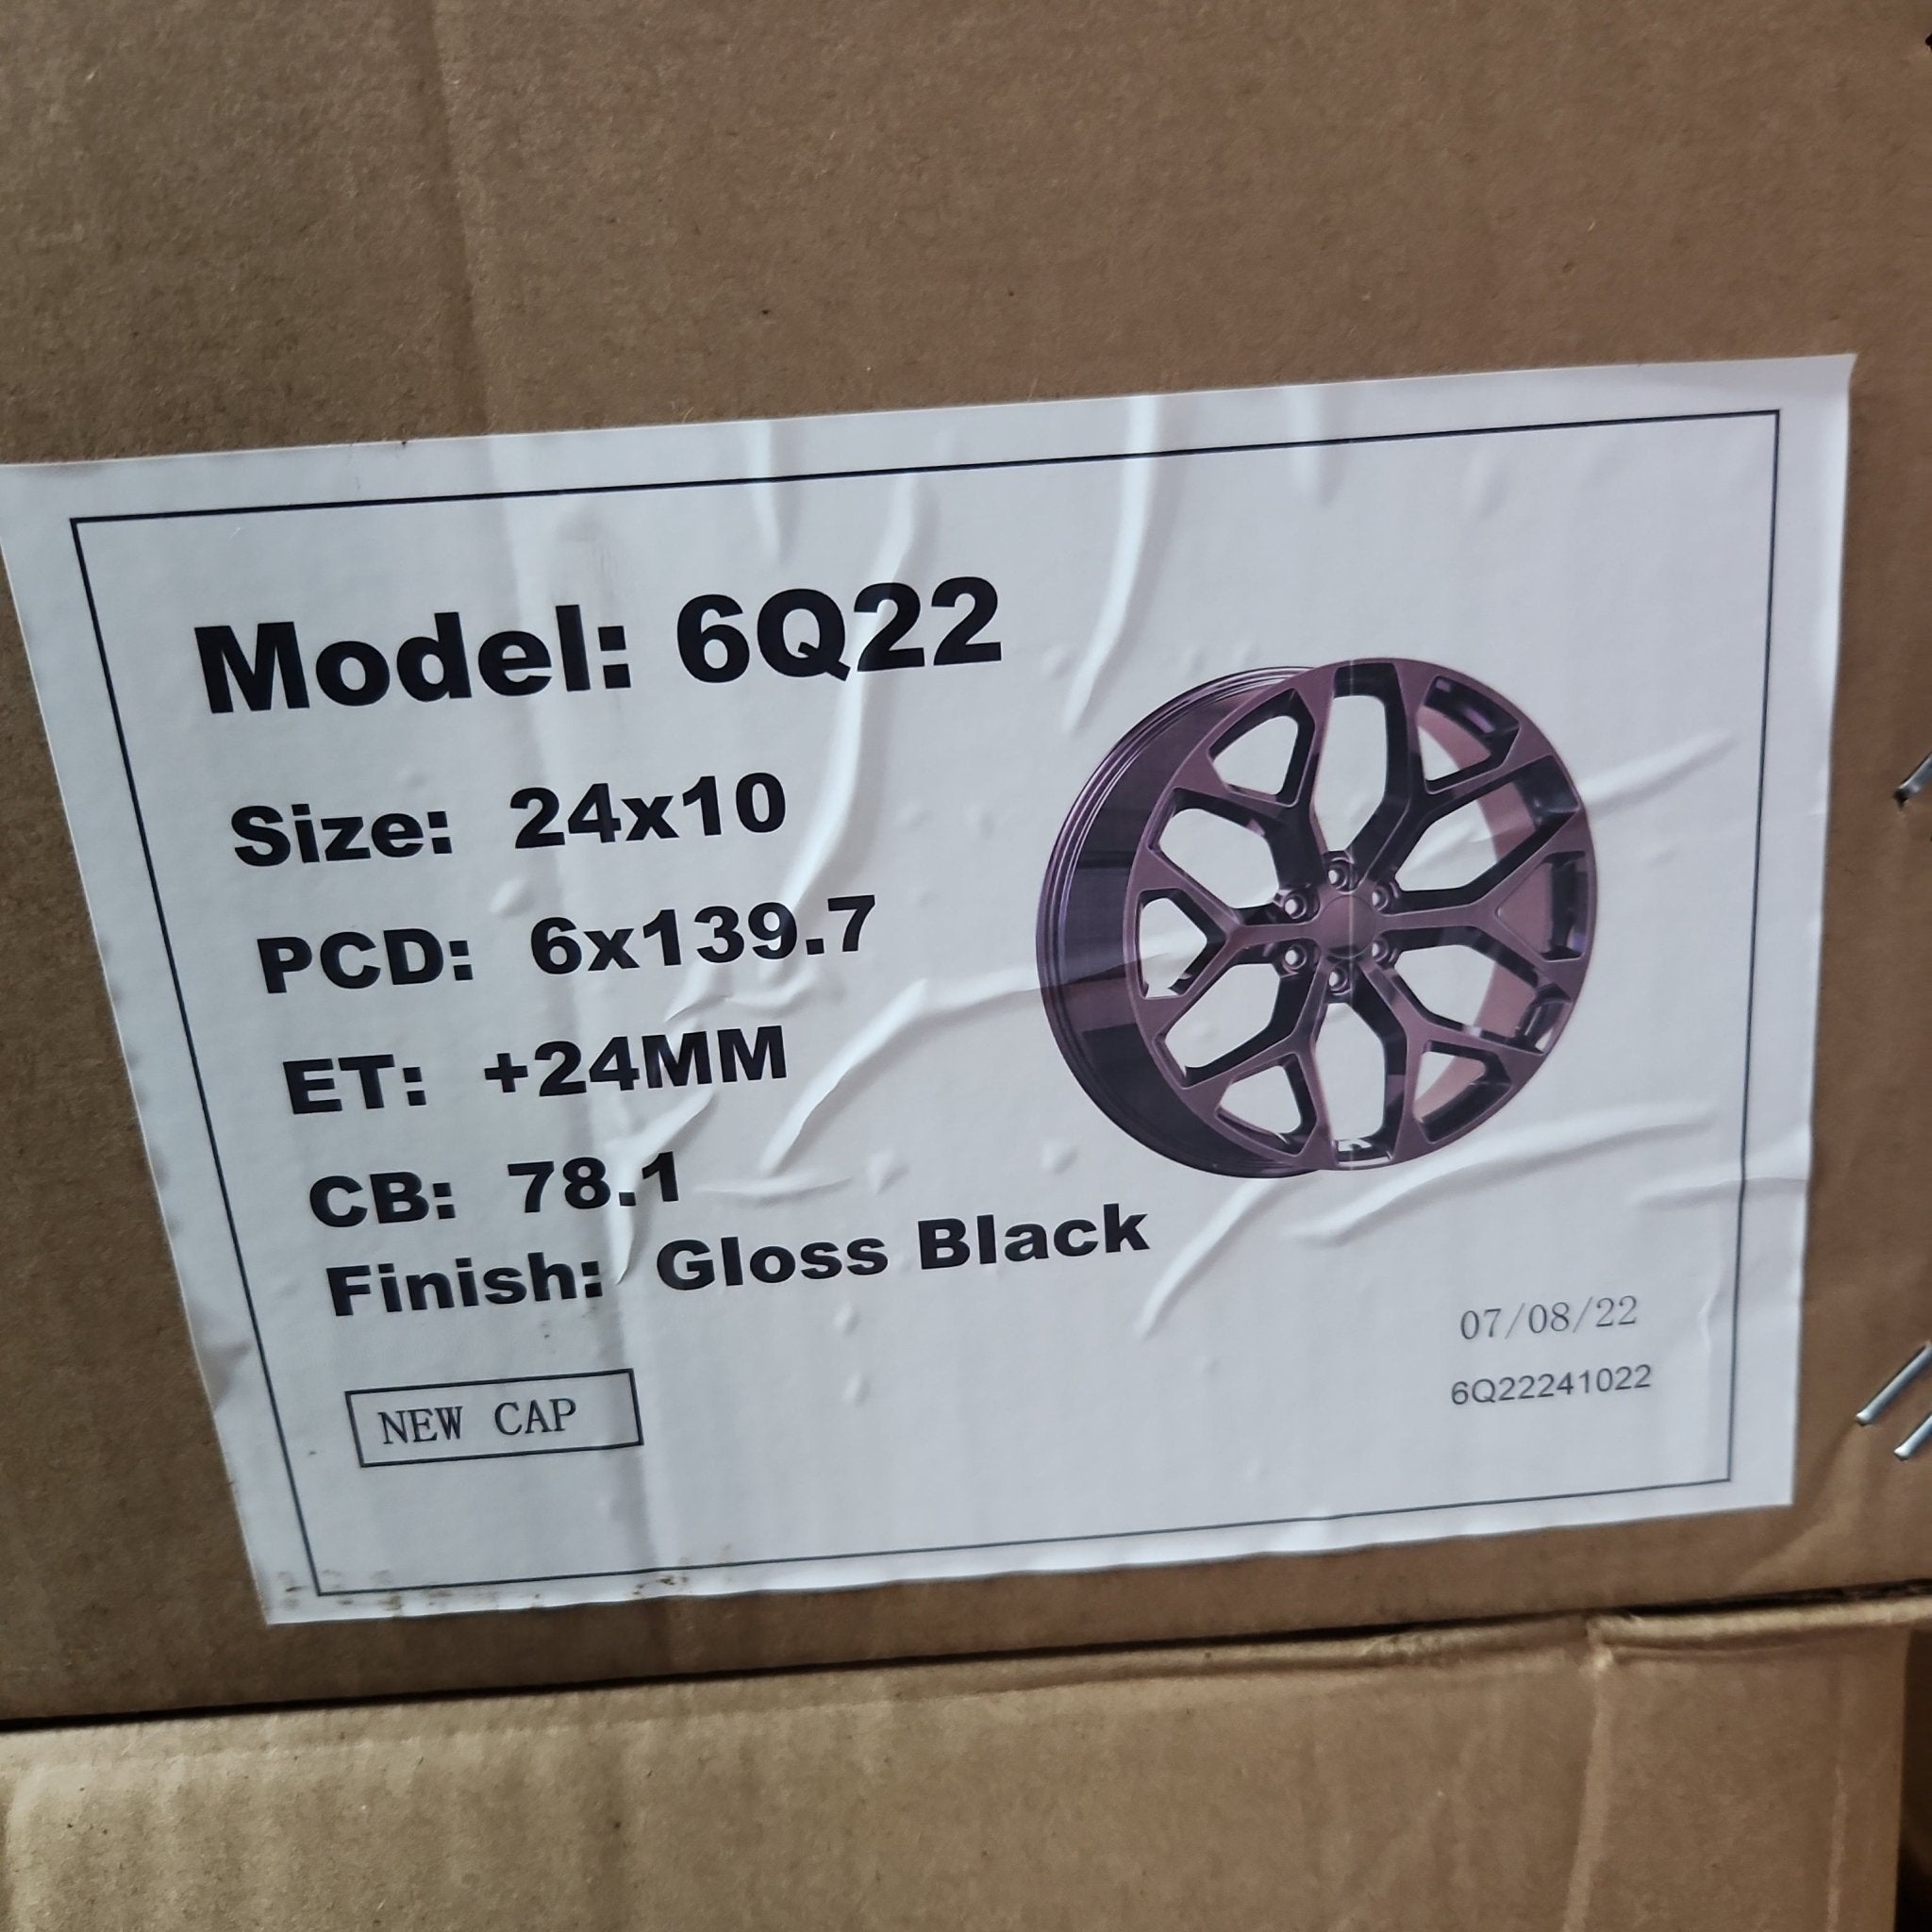 Model: 6Q22
Size: 24x10
PCD: 6x139.7
ET: +24MM
CB: 78.1
Finish: Gloss Black
NEW CAP
07/08/22
6Q22241022